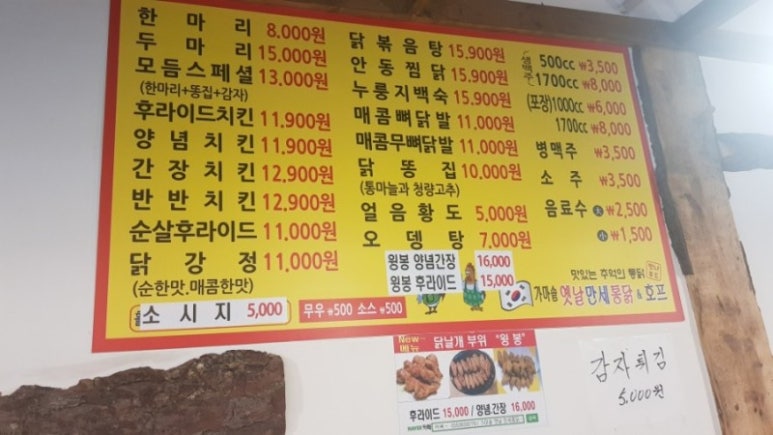 한마리 8,000원
두마리 15,000원
모듬스페셜 13,000원
(한마리+똥집+감자)
후라이드치킨 11,900원
양념치킨 11,900원
간장치킨 12,900원
반반치킨 12,900원
순살후라이드 11,000원
닭강정 11,000원
(순한맛.매콤한맛)
소시지 5,000
무우 ₩500 소스 ₩500
닭볶음탕 15,900원
안동찜닭 15,900원
누룽지백숙 15,900원
매콤뼈닭발 11,000원
매콤무뼈닭발 11,000원
닭똥집 10,000원
(통마늘과 청량고추)
얼음황도 5,000원
오뎅탕 7,000원
윙봉 양념간장 16,000
윙봉 후라이드 15,000
생맥주 500cc ₩3,500
1700cc ₩8,000
(포장)1000cc ₩6,000
1700cc ₩8,000
병맥주 ₩3,500
소주 ₩3,500
음료수 大 ₩2,500
小 ₩1,500
맛있는 추억의 통닭
가마솥 옛날만세통닭 & 호프
New 메뉴 닭날개 부위 "윙봉"
후라이드 15,000 / 양념.간장 16,000
감자튀김
5,000원